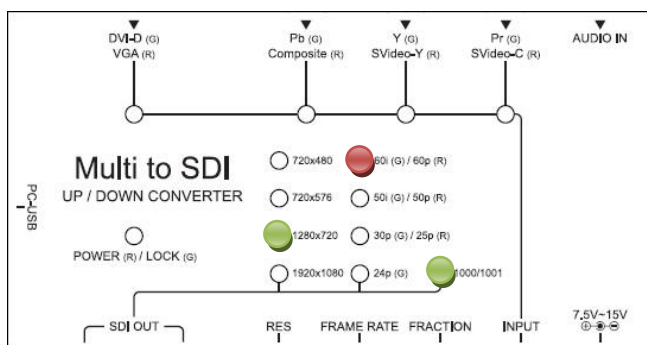 DVI-D (G)
VGA (R)
Pb (G)
Composite (R)
Y (G)
SVideo-Y (R)
Pr (G)
SVideo-C (R)
AUDIO IN
Multi to SDI
UP / DOWN CONVERTER
PC-USB
POWER (R) / LOCK (G)
720x480
60i (G) / 60p (R)
720x576
50i (G) / 50p (R)
1280x720
30p (G) / 25p (R)
1920x1080
24p (G)
1000/1001
SDI OUT
RES
FRAME RATE
FRACTION
INPUT
7.5V~15V